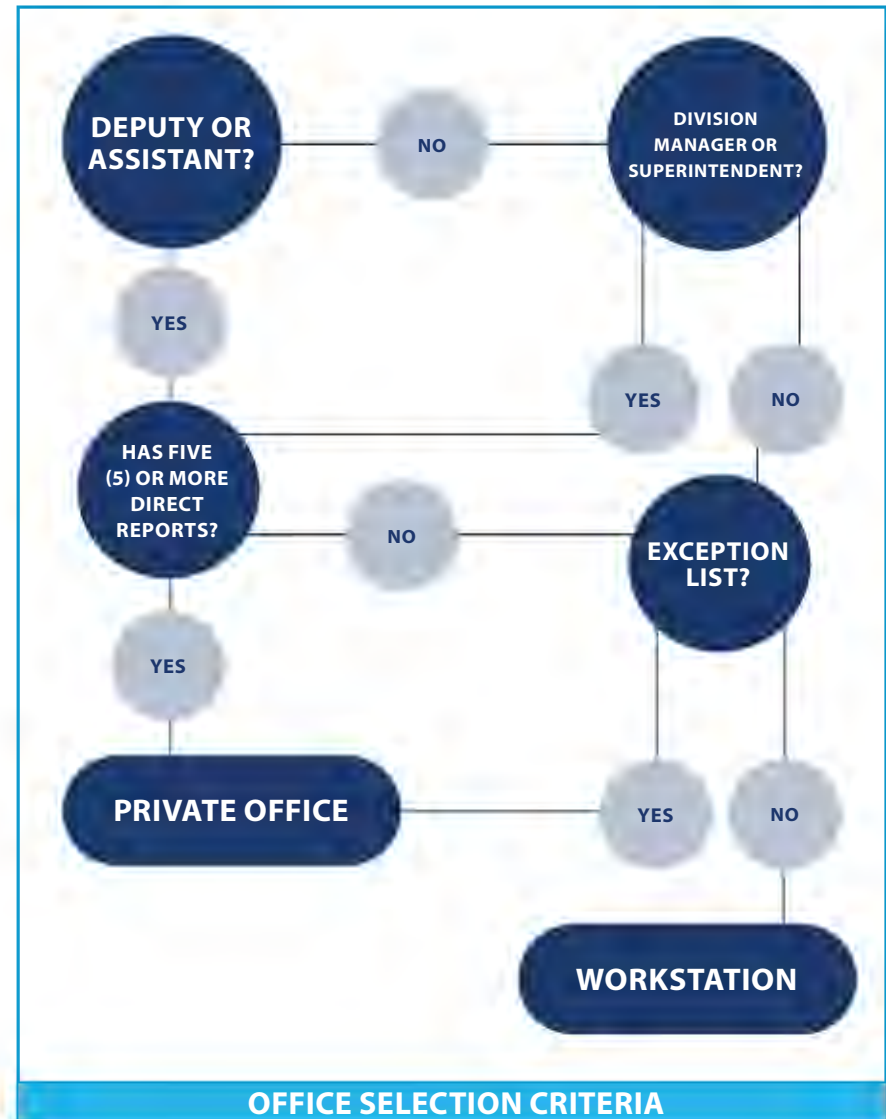 DEPUTY OR
ASSISTANT?
NO
DIVISION
MANAGER OR
SUPERINTENDENT?
YES
YES
NO
HAS FIVE
(5) OR MORE
DIRECT
REPORTS?
NO
EXCEPTION
LIST?
YES
PRIVATE OFFICE
YES
NO
WORKSTATION
OFFICE SELECTION CRITERIA